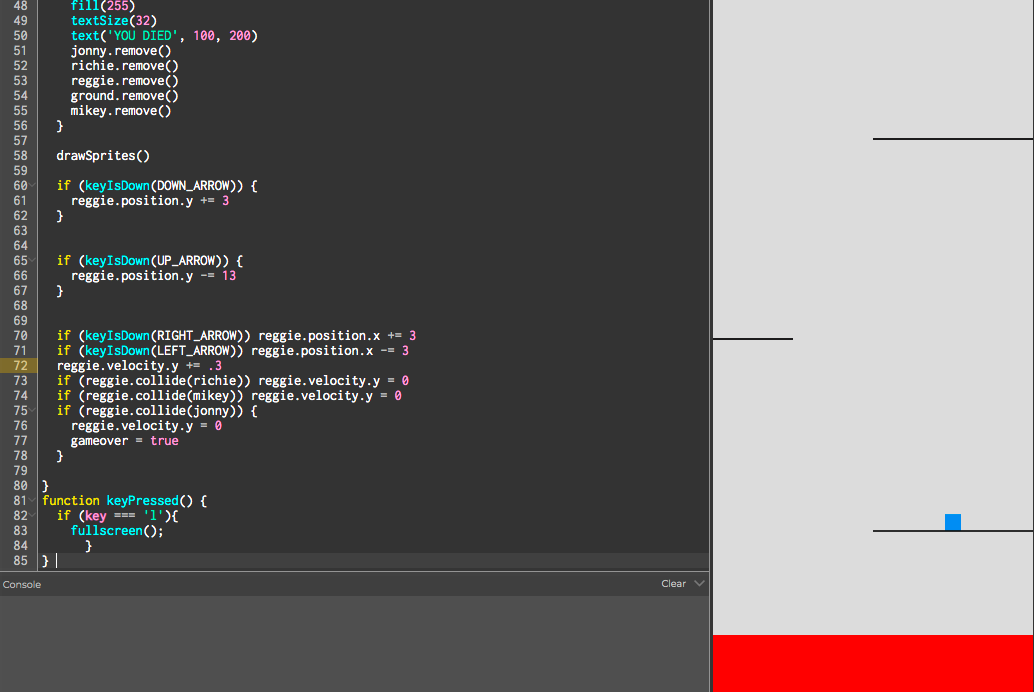 48 fill(255)
49 textSize(32)
50 text('YOU DIED', 100, 200)
51 jonny.remove()
52 richie.remove()
53 reggie.remove()
54 ground.remove()
55 mikey.remove()
56 }
57
58 drawSprites()
59
60 if (keyIsDown(DOWN_ARROW)) {
61 reggie.position.y += 3
62 }
63
64
65 if (keyIsDown(UP_ARROW)) {
66 reggie.position.y -= 13
67 }
68
69
70 if (keyIsDown(RIGHT_ARROW)) reggie.position.x += 3
71 if (keyIsDown(LEFT_ARROW)) reggie.position.x -= 3
72 reggie.velocity.y += .3
73 if (reggie.collide(richie)) reggie.velocity.y = 0
74 if (reggie.collide(mikey)) reggie.velocity.y = 0
75 if (reggie.collide(jonny)) {
76 reggie.velocity.y = 0
77 gameover = true
78 }
79
80 }
81 function keyPressed() {
82 if (key === 'l'){
83 fullscreen();
84 }
85 }
Console
Clear